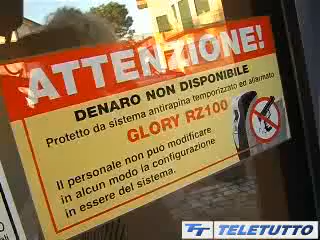 ATTENZIONE!
DENARO NON DISPONIBILE
Protetto da sistema antirapina temporizzato ed allarmato
GLORY RZ100
Il personale non può modificare
in alcun modo la configurazione
in essere del sistema.
TT TELETUTTO